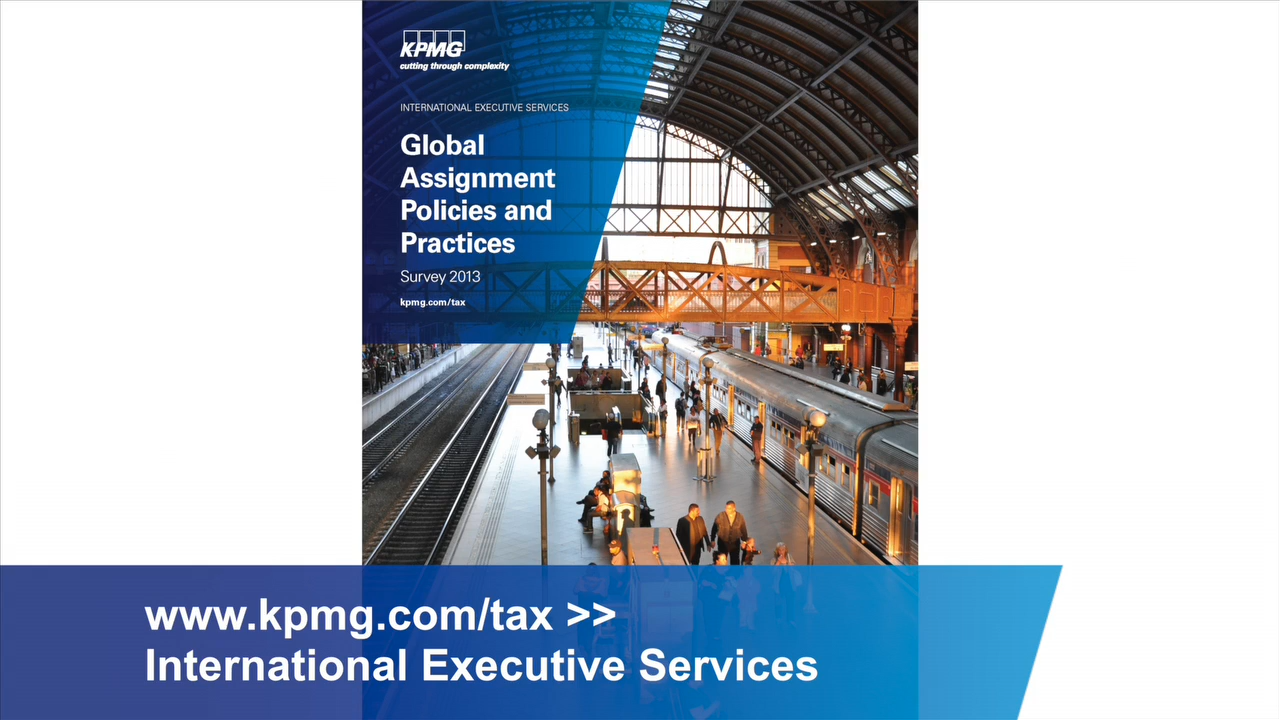 KPMG
cutting through complexity
INTERNATIONAL EXECUTIVE SERVICES
Global
Assignment
Policies and
Practices
Survey 2013
kpmg.com/tax
www.kpmg.com/tax >>
International Executive Services